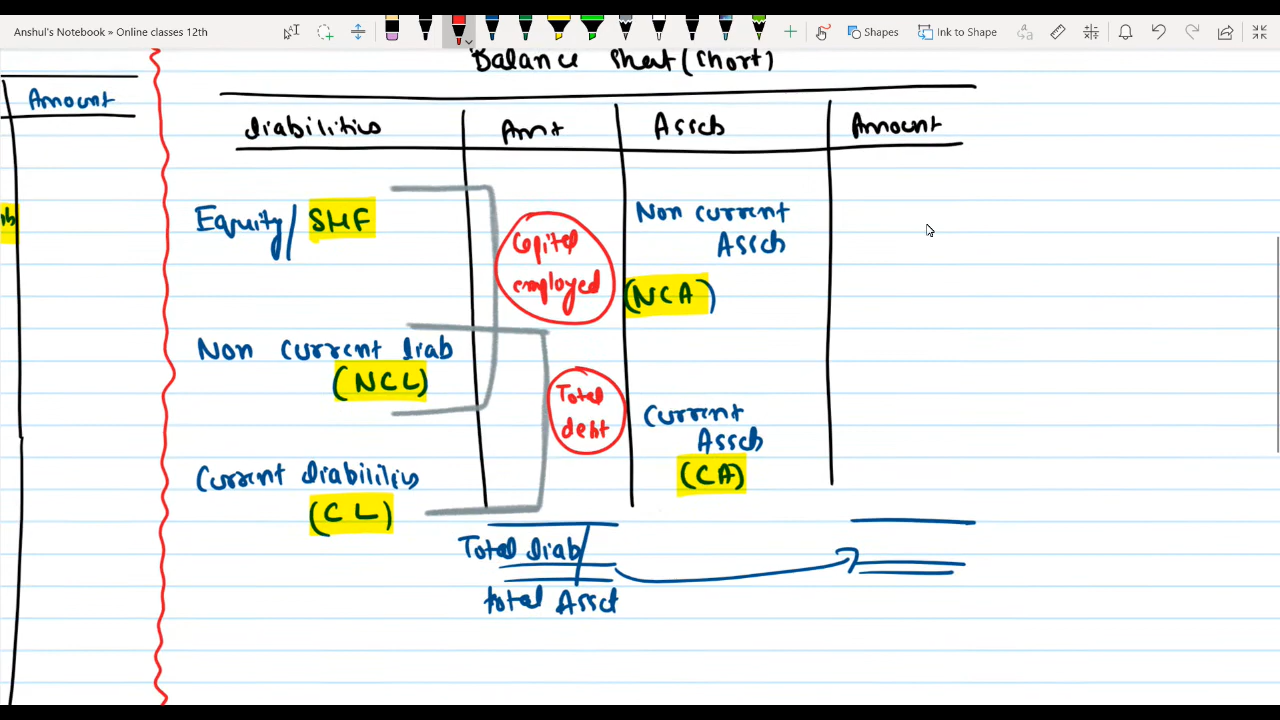 Anshul's Notebook » Online classes 12th
Shapes
Ink to Shape
Balance Sheet (short)
Amount
Liabilities Amt Assets Amount
Equity/ SHF
Capital employed
Non current Assets
(NCA)
Non current Liab
(NCL)
Total debt
Current Assets
(CA)
Current Liabilities
(CL)
Total Liab/
total Asset